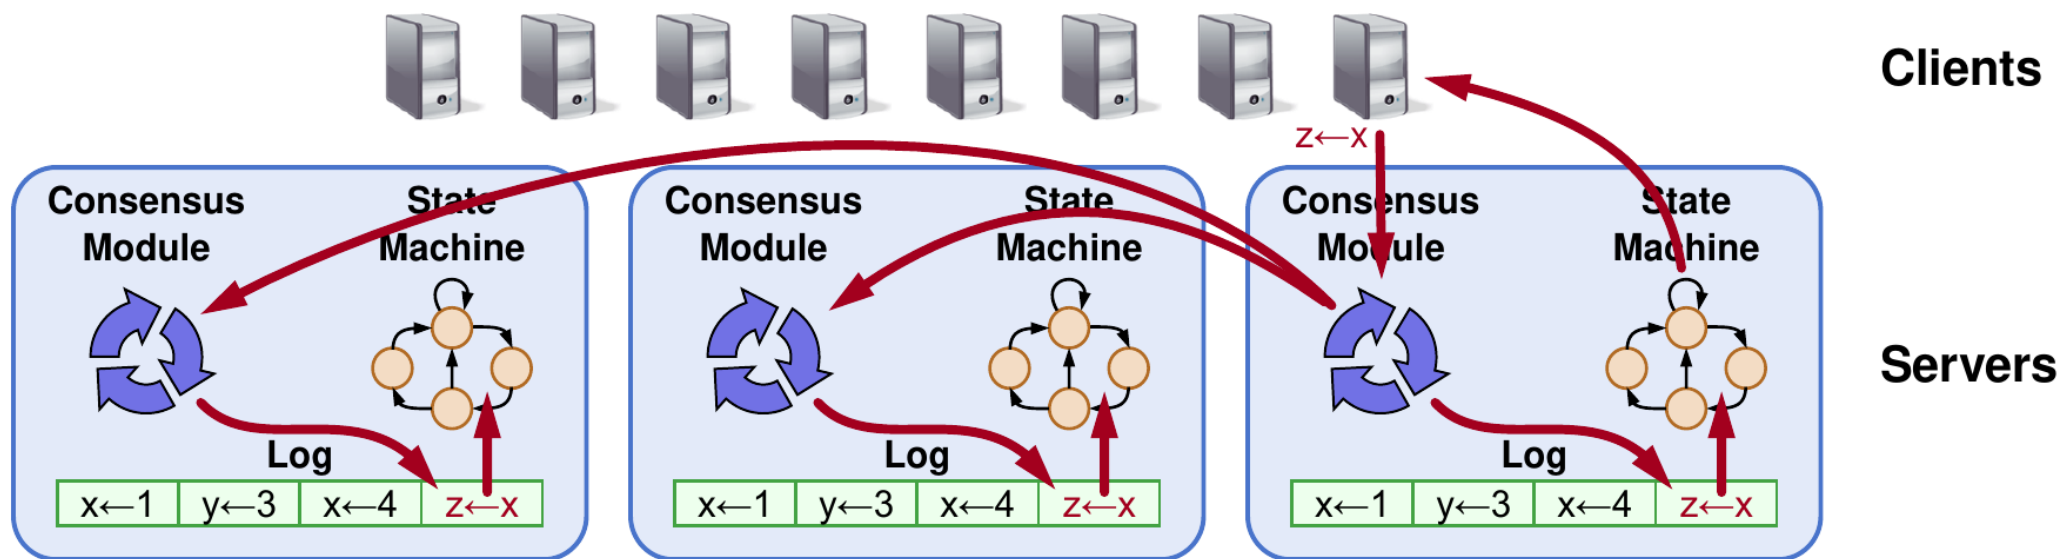 Clients
z←x
Consensus Module
State Machine
Log
x←1 y←3 x←4 z←x
Consensus Module
State Machine
Log
x←1 y←3 x←4 z←x
Consensus Module
State Machine
Log
x←1 y←3 x←4 z←x
Servers